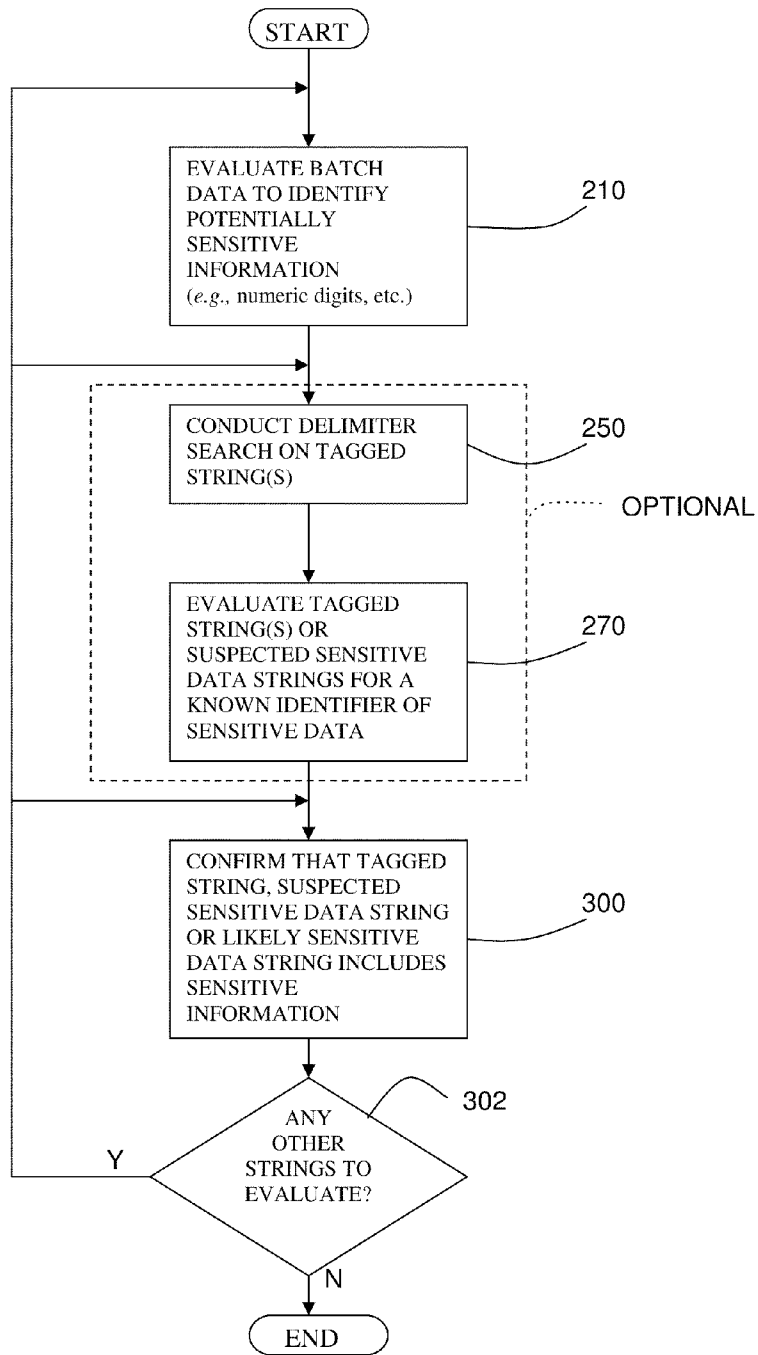 START
EVALUATE BATCH
DATA TO IDENTIFY
POTENTIALLY
SENSITIVE
INFORMATION
(e.g., numeric digits, etc.)
210
CONDUCT DELIMITER
SEARCH ON TAGGED
STRING(S)
250
OPTIONAL
EVALUATE TAGGED
STRING(S) OR
SUSPECTED SENSITIVE
DATA STRINGS FOR A
KNOWN IDENTIFIER OF
SENSITIVE DATA
270
CONFIRM THAT TAGGED
STRING, SUSPECTED
SENSITIVE DATA STRING
OR LIKELY SENSITIVE
DATA STRING INCLUDES
SENSITIVE
INFORMATION
300
302
ANY
OTHER
STRINGS TO
EVALUATE?
Y
N
END